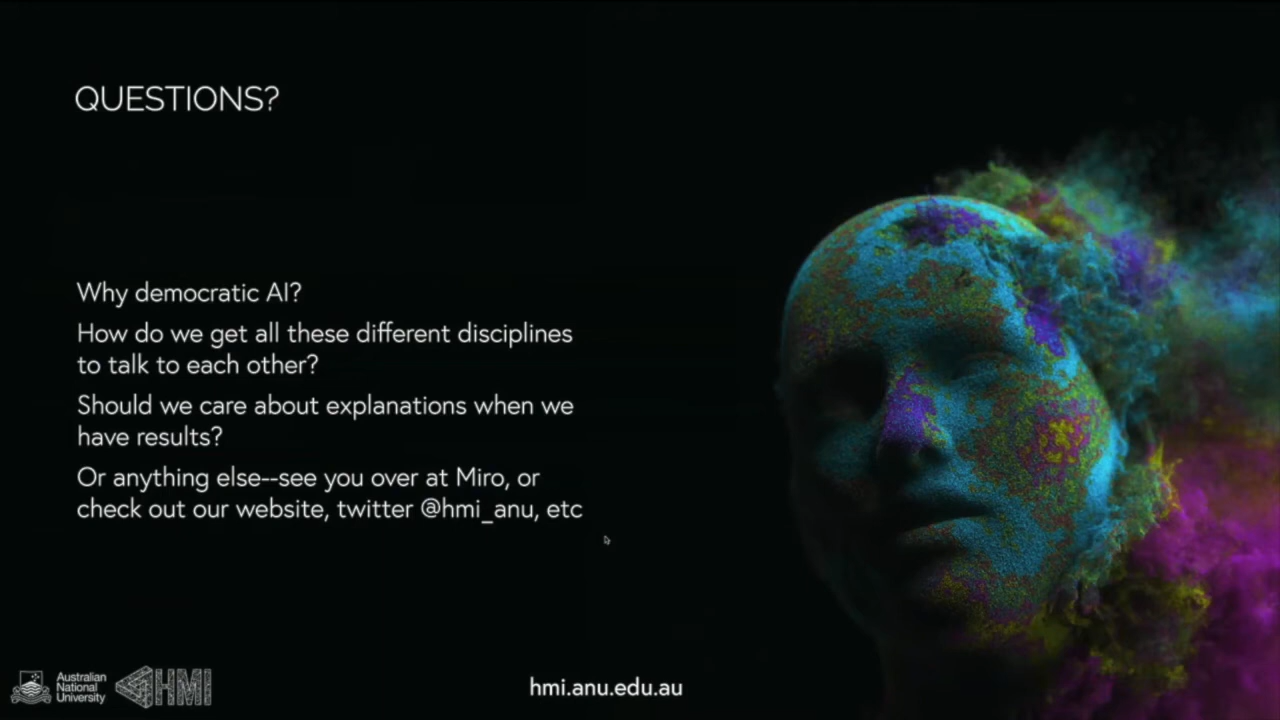 QUESTIONS?
Why democratic AI?
How do we get all these different disciplines
to talk to each other?
Should we care about explanations when we
have results?
Or anything else--see you over at Miro, or
check out our website, twitter @hmi_anu, etc
Australian
National
University
HMI
hmi.anu.edu.au